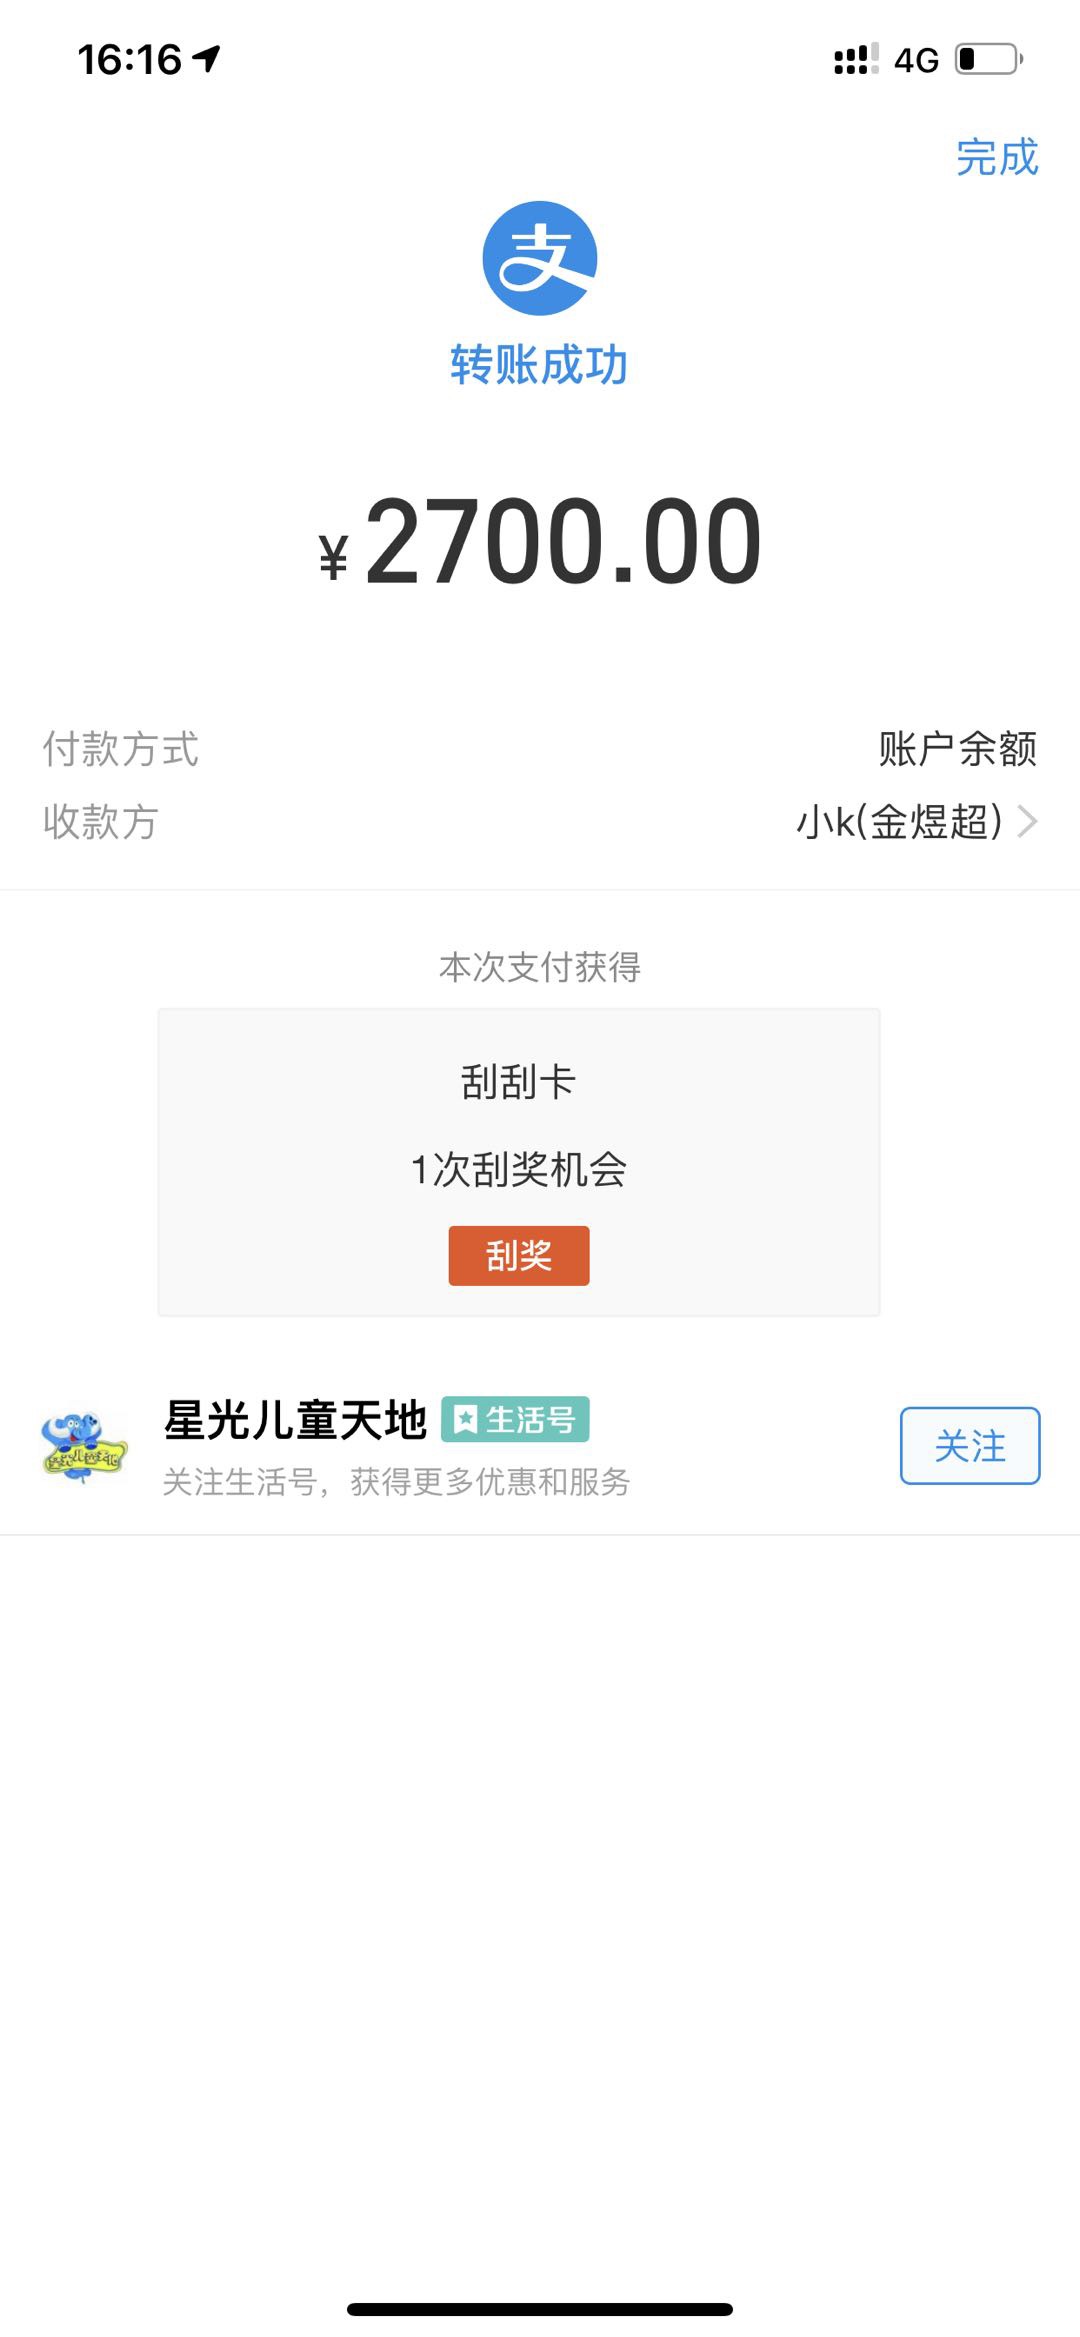 16:16
4G
完成
支
转账成功
¥2700.00
付款方式 账户余额
收款方 小k(金煜超)
本次支付获得
刮刮卡
1次刮奖机会
刮奖
星光儿童天地 生活号
关注生活号，获得更多优惠和服务
关注